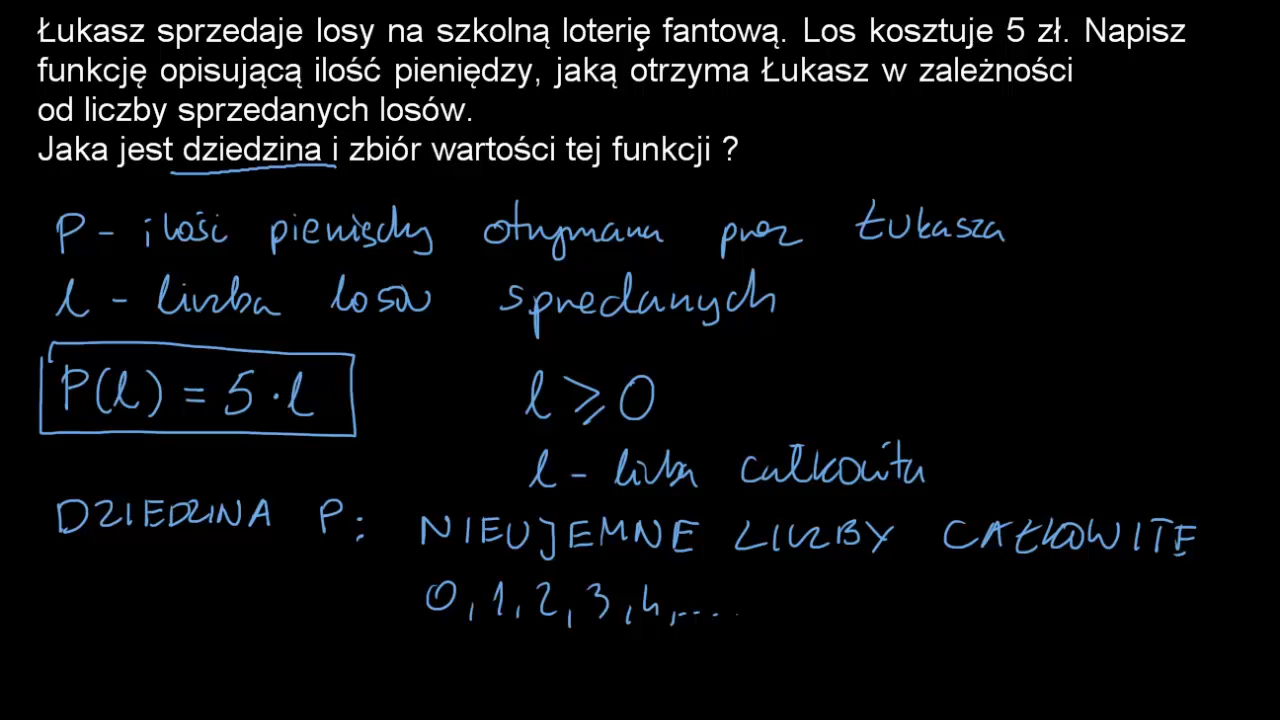 Łukasz sprzedaje losy na szkolną loterię fantową. Los kosztuje 5 zł. Napisz
funkcję opisującą ilość pieniędzy, jaką otrzyma Łukasz w zależności
od liczby sprzedanych losów.
Jaka jest dziedzina i zbiór wartości tej funkcji ?
P - ilość pieniędzy otrzymana przez Łukasza
l - liczba losów sprzedanych
P(l) = 5 · l
l ⩾ 0
l - liczba całkowita
DZIEDZINA P: NIEUJEMNE LICZBY CAŁKOWITE
0, 1, 2, 3, 4, ....